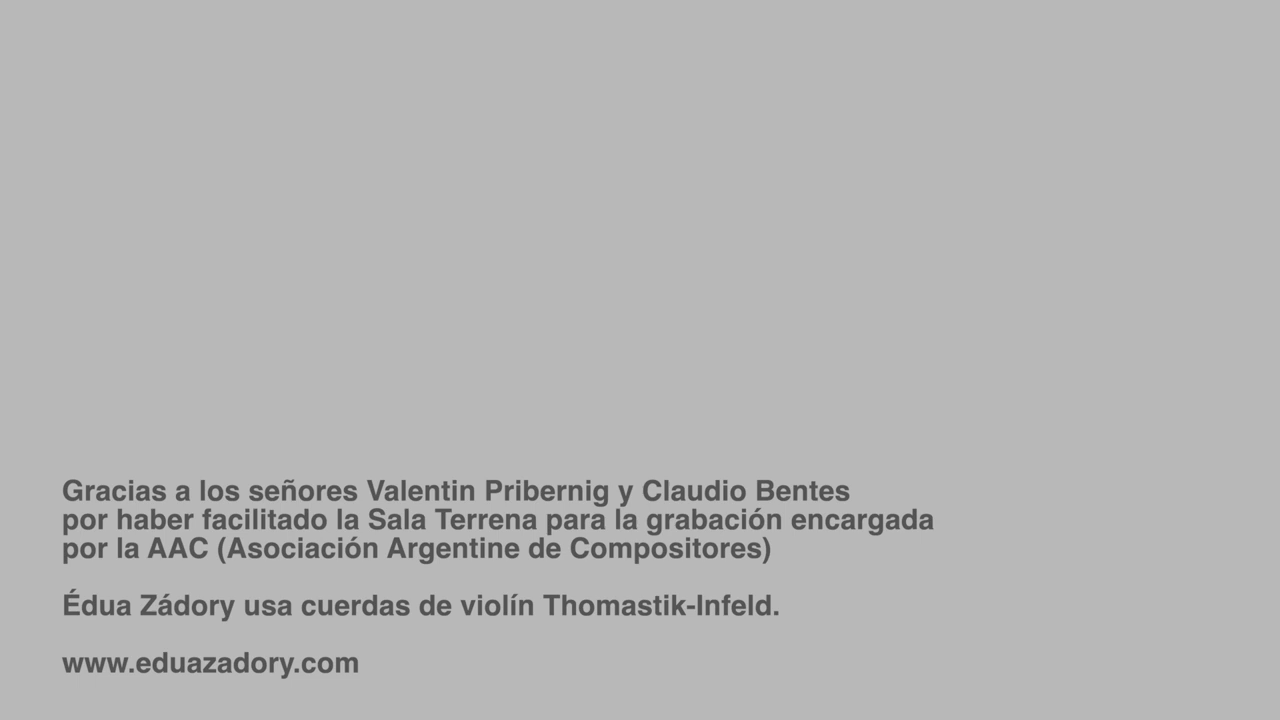 Gracias a los señores Valentin Pribernig y Claudio Bentes
por haber facilitado la Sala Terrena para la grabación encargada
por la AAC (Asociación Argentine de Compositores)
Édua Zádory usa cuerdas de violín Thomastik-Infeld.
www.eduazadory.com